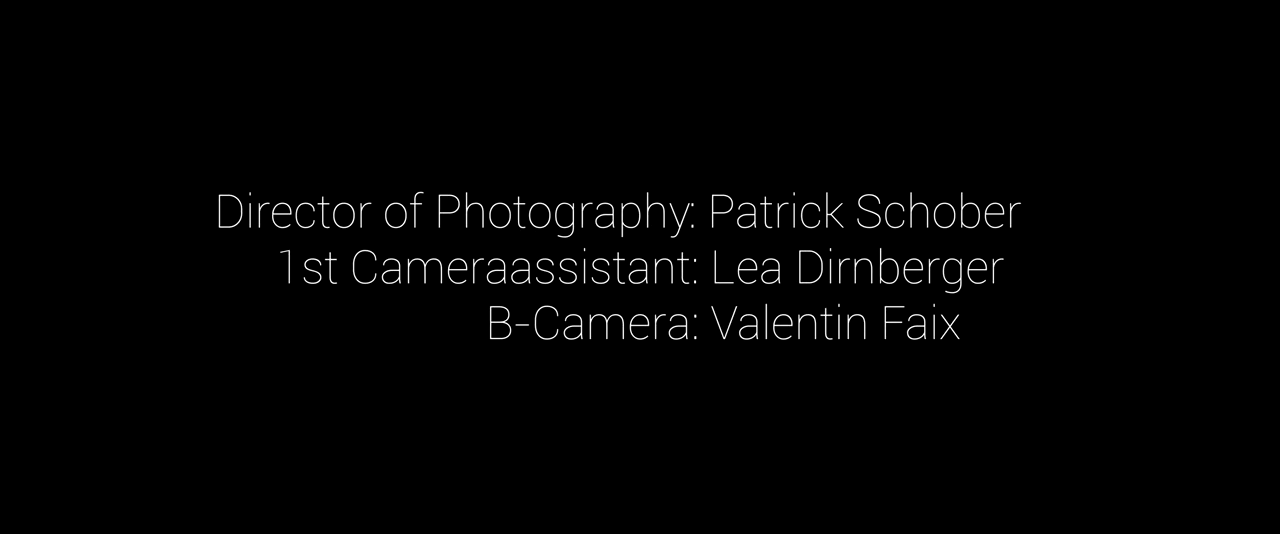 Director of Photography: Patrick Schober
1st Cameraassistant: Lea Dirnberger
B-Camera: Valentin Faix